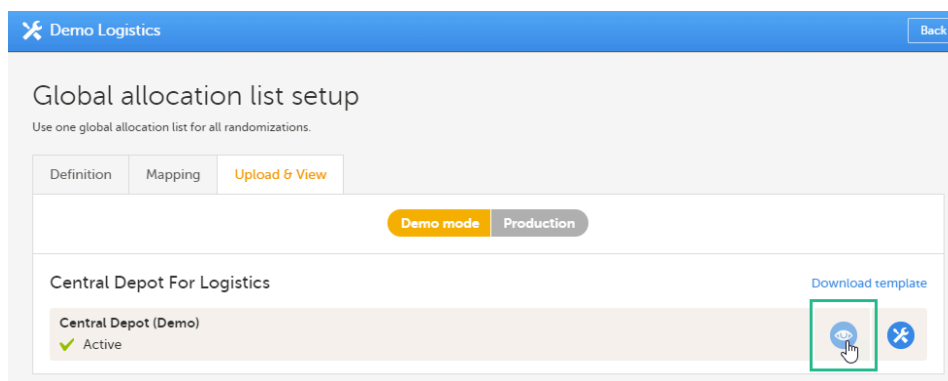 Demo Logistics
Back
Global allocation list setup
Use one global allocation list for all randomizations.
Definition Mapping Upload & View
Demo mode Production
Central Depot For Logistics
Download template
Central Depot (Demo)
Active